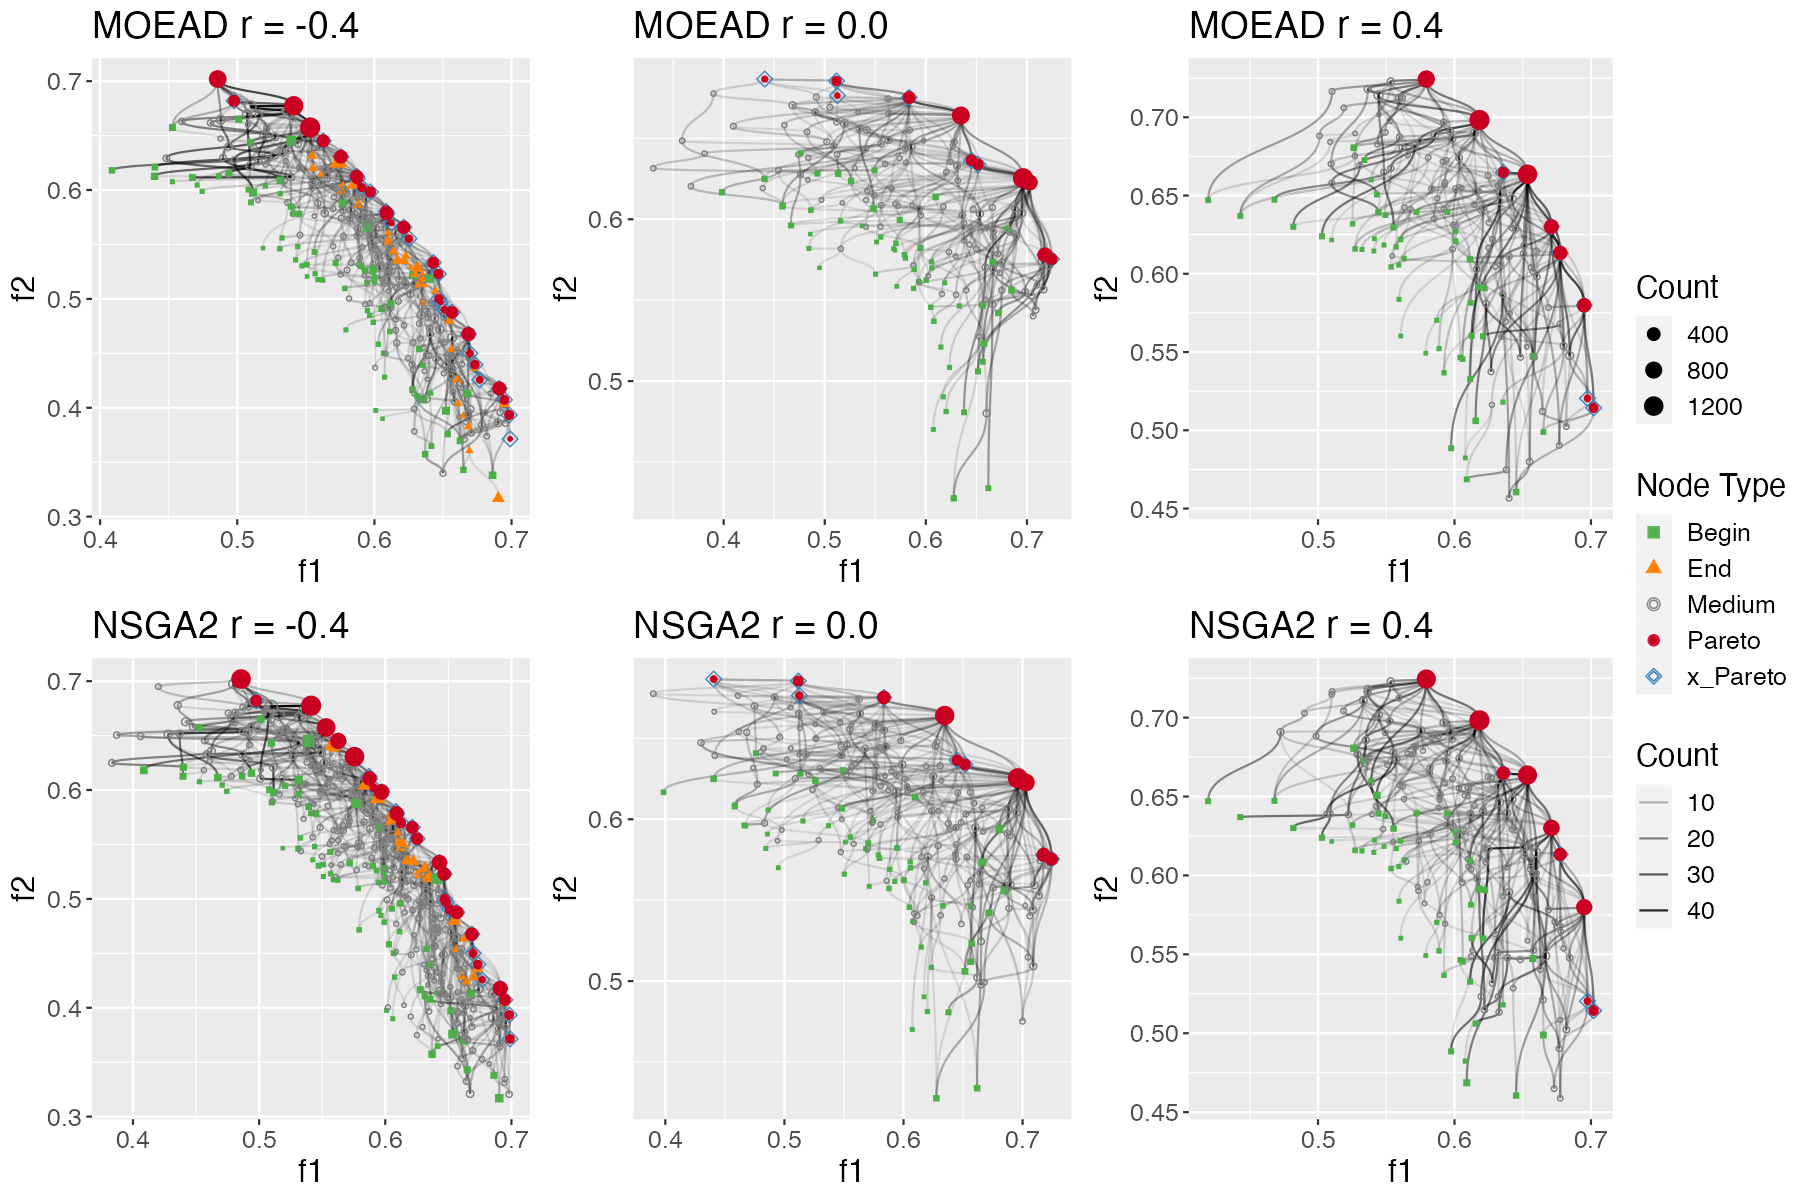 MOEAD r = -0.4
MOEAD r = 0.0
MOEAD r = 0.4
0.7
0.6
0.5
0.4
0.3
f2
0.4 0.5 0.6 0.7
f1
0.6
0.5
f2
0.4 0.5 0.6 0.7
f1
0.70
0.65
0.60
0.55
0.50
0.45
f2
0.5 0.6 0.7
f1
NSGA2 r = -0.4
NSGA2 r = 0.0
NSGA2 r = 0.4
0.7
0.6
0.5
0.4
0.3
f2
0.4 0.5 0.6 0.7
f1
0.6
0.5
f2
0.4 0.5 0.6 0.7
f1
0.70
0.65
0.60
0.55
0.50
0.45
f2
0.5 0.6 0.7
f1
Count
400
800
1200
Node Type
Begin
End
Medium
Pareto
x_Pareto
Count
10
20
30
40